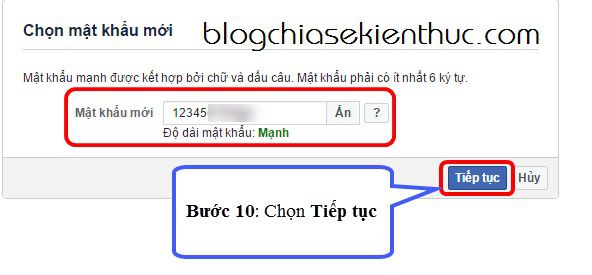 Chọn mật khẩu mới
blogchiasekienthuc.com
Mật khẩu mạnh được kết hợp bởi chữ và dấu câu. Mật khẩu phải có ít nhất 6 ký tự.
Mật khẩu mới 12345 Ẩn ?
Độ dài mật khẩu: Mạnh
Tiếp tục Hủy
Bước 10: Chọn Tiếp tục